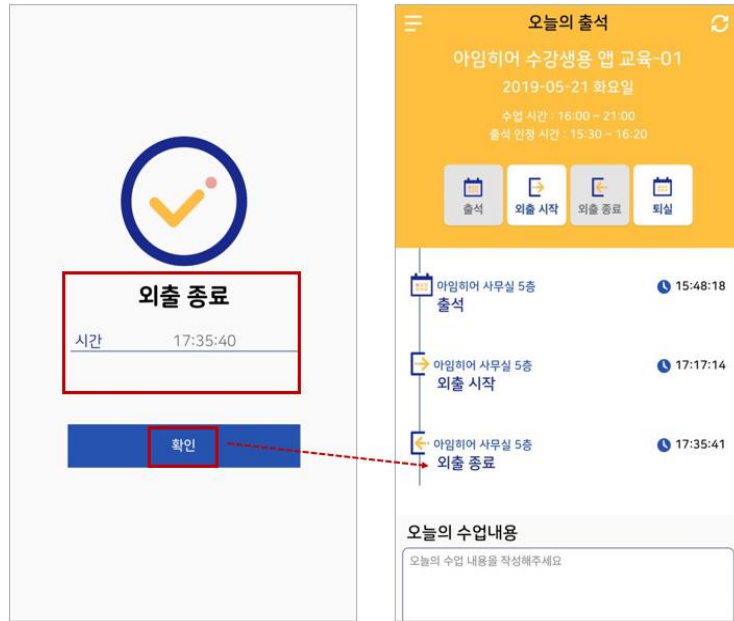 외출 종료
시간 17:35:40
확인
오늘의 출석
아임히어 수강생용 앱 교육-01
2019-05-21 화요일
수업 시간 : 16:00 ~ 21:00
출석 인정 시간 : 15:30 ~ 16:20
출석 외출 시작 외출 종료 퇴실
아임히어 사무실 5층 15:48:18
출석
아임히어 사무실 5층 17:17:14
외출 시작
아임히어 사무실 5층 17:35:41
외출 종료
오늘의 수업내용
오늘의 수업 내용을 작성해주세요